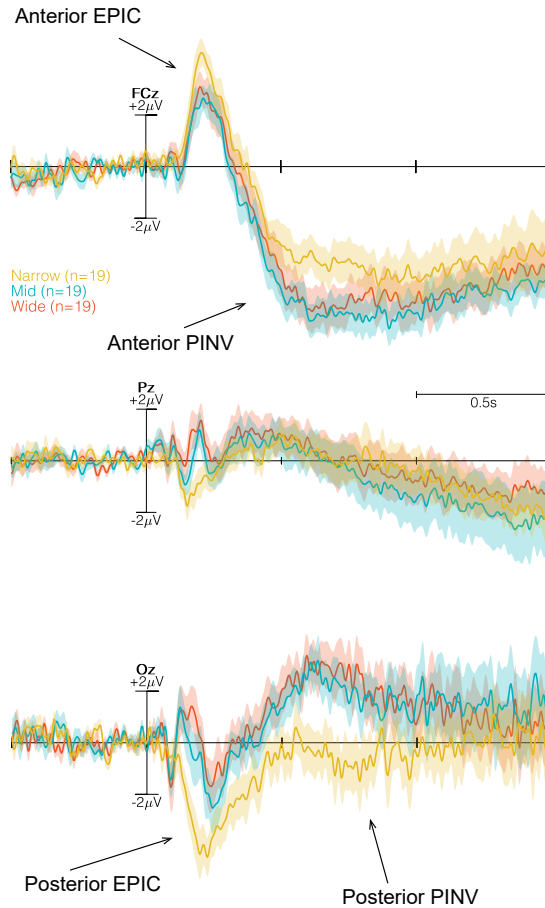 Anterior EPIC
FCz
+2μV
-2μV
Narrow (n=19)
Mid (n=19)
Wide (n=19)
Anterior PINV
Pz
+2μV
0.5s
-2μV
Oz
+2μV
-2μV
Posterior EPIC
Posterior PINV